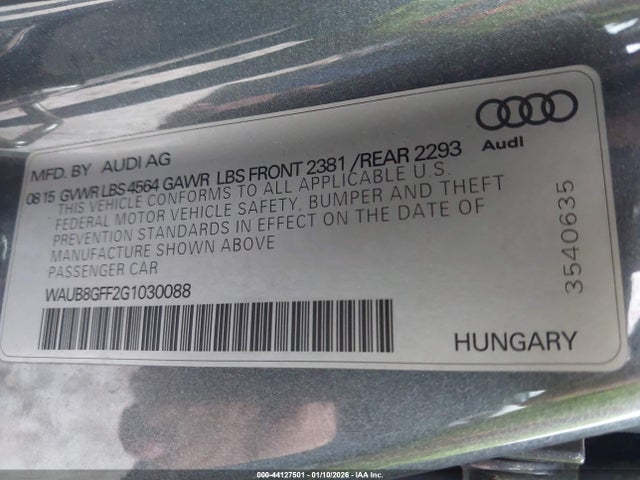 MFD. BY AUDI AG
08 15 GVWR LBS 4564 GAWR LBS FRONT 2381 /REAR 2293
THIS VEHICLE CONFORMS TO ALL APPLICABLE U.S.
FEDERAL MOTOR VEHICLE SAFETY, BUMPER AND THEFT
PREVENTION STANDARDS IN EFFECT ON THE DATE OF
MANUFACTURE SHOWN ABOVE
PASSENGER CAR
WAUB8GFF2G1030088
Audi
3540635
HUNGARY
000-44127501 - 01/10/2026 - IAAI.com